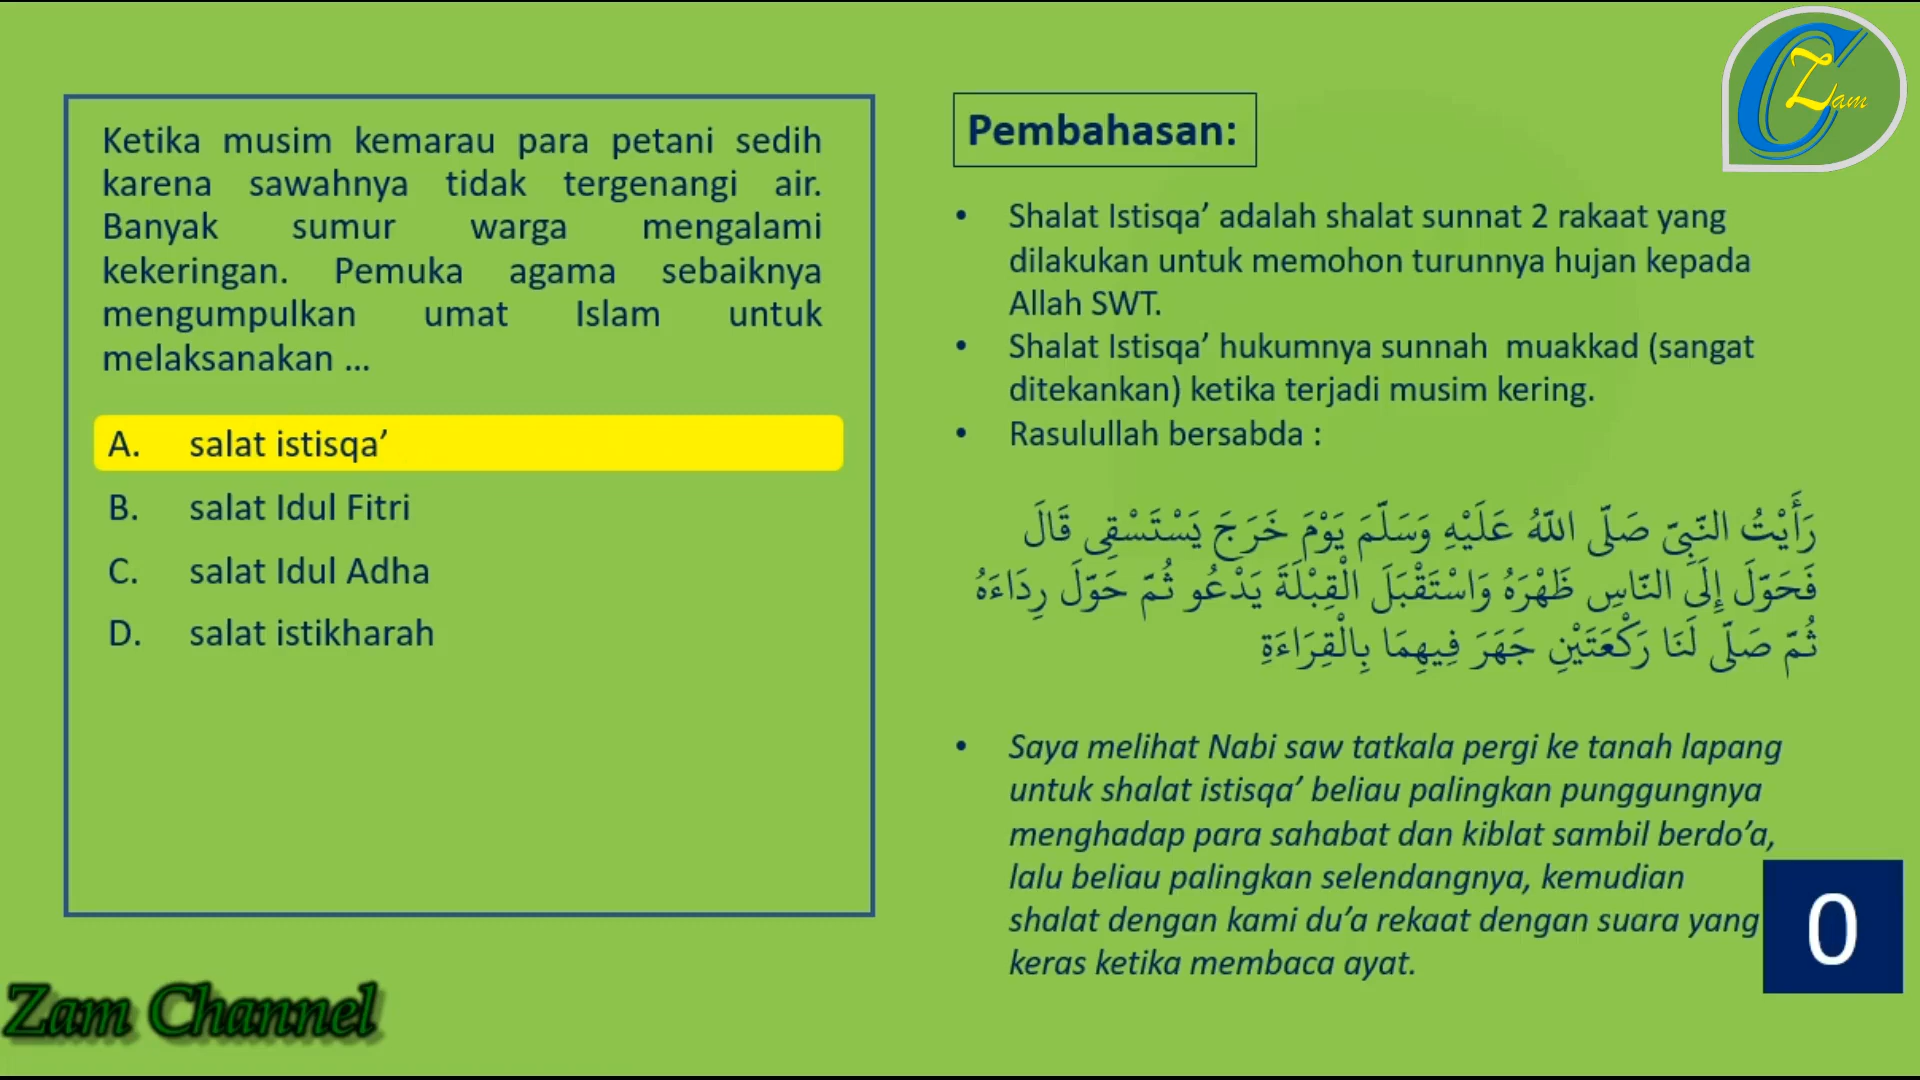 Ketika musim kemarau para petani sedih
karena sawahnya tidak tergenangi air.
Banyak sumur warga mengalami
kekeringan. Pemuka agama sebaiknya
mengumpulkan umat Islam untuk
melaksanakan ...
A. salat istisqa’
B. salat Idul Fitri
C. salat Idul Adha
D. salat istikharah
Pembahasan:
• Shalat Istisqa’ adalah shalat sunnat 2 rakaat yang
dilakukan untuk memohon turunnya hujan kepada
Allah SWT.
• Shalat Istisqa’ hukumnya sunnah muakkad (sangat
ditekankan) ketika terjadi musim kering.
• Rasulullah bersabda :
رَأَيْتُ النَّبِيّ صَلّى اللّهُ عَلَيْهِ وَسَلّمَ يَوْمَ خَرَجَ يَسْتَسْقِى قَالَ
فَحَوّلَ إِلَى النّاسِ ظَهْرَهُ وَاسْتَقْبَلَ الْقِبْلَةَ يَدْعُو ثُمّ حَوّلَ رِدَاءَهُ
ثُمّ صَلّى لَنَا رَكْعَتَيْنِ جَهَرَ فِيهِمَا بِالْقِرَاءَةِ
• Saya melihat Nabi saw tatkala pergi ke tanah lapang
untuk shalat istisqa’ beliau palingkan punggungnya
menghadap para sahabat dan kiblat sambil berdo’a,
lalu beliau palingkan selendangnya, kemudian
shalat dengan kami du’a rekaat dengan suara yang
keras ketika membaca ayat.
0
Zam Channel
C Zam